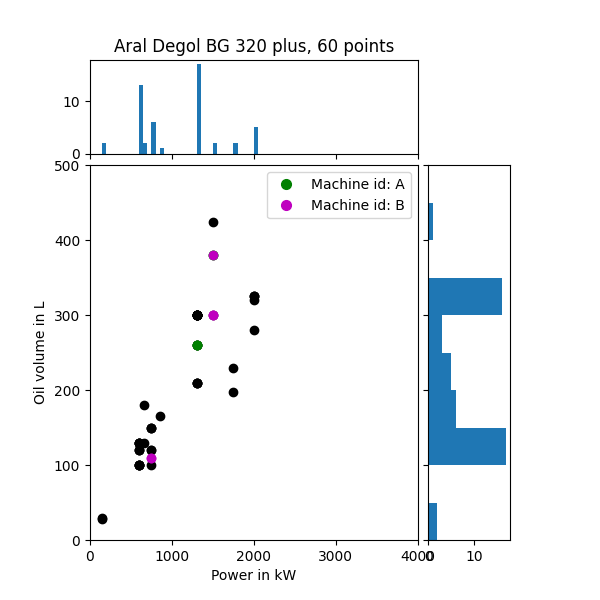 Aral Degol BG 320 plus, 60 points
10
0
500
400
300
200
100
0
Machine id: A
Machine id: B
Oil volume in L
0 1000 2000 3000 4000
0 10
Power in kW